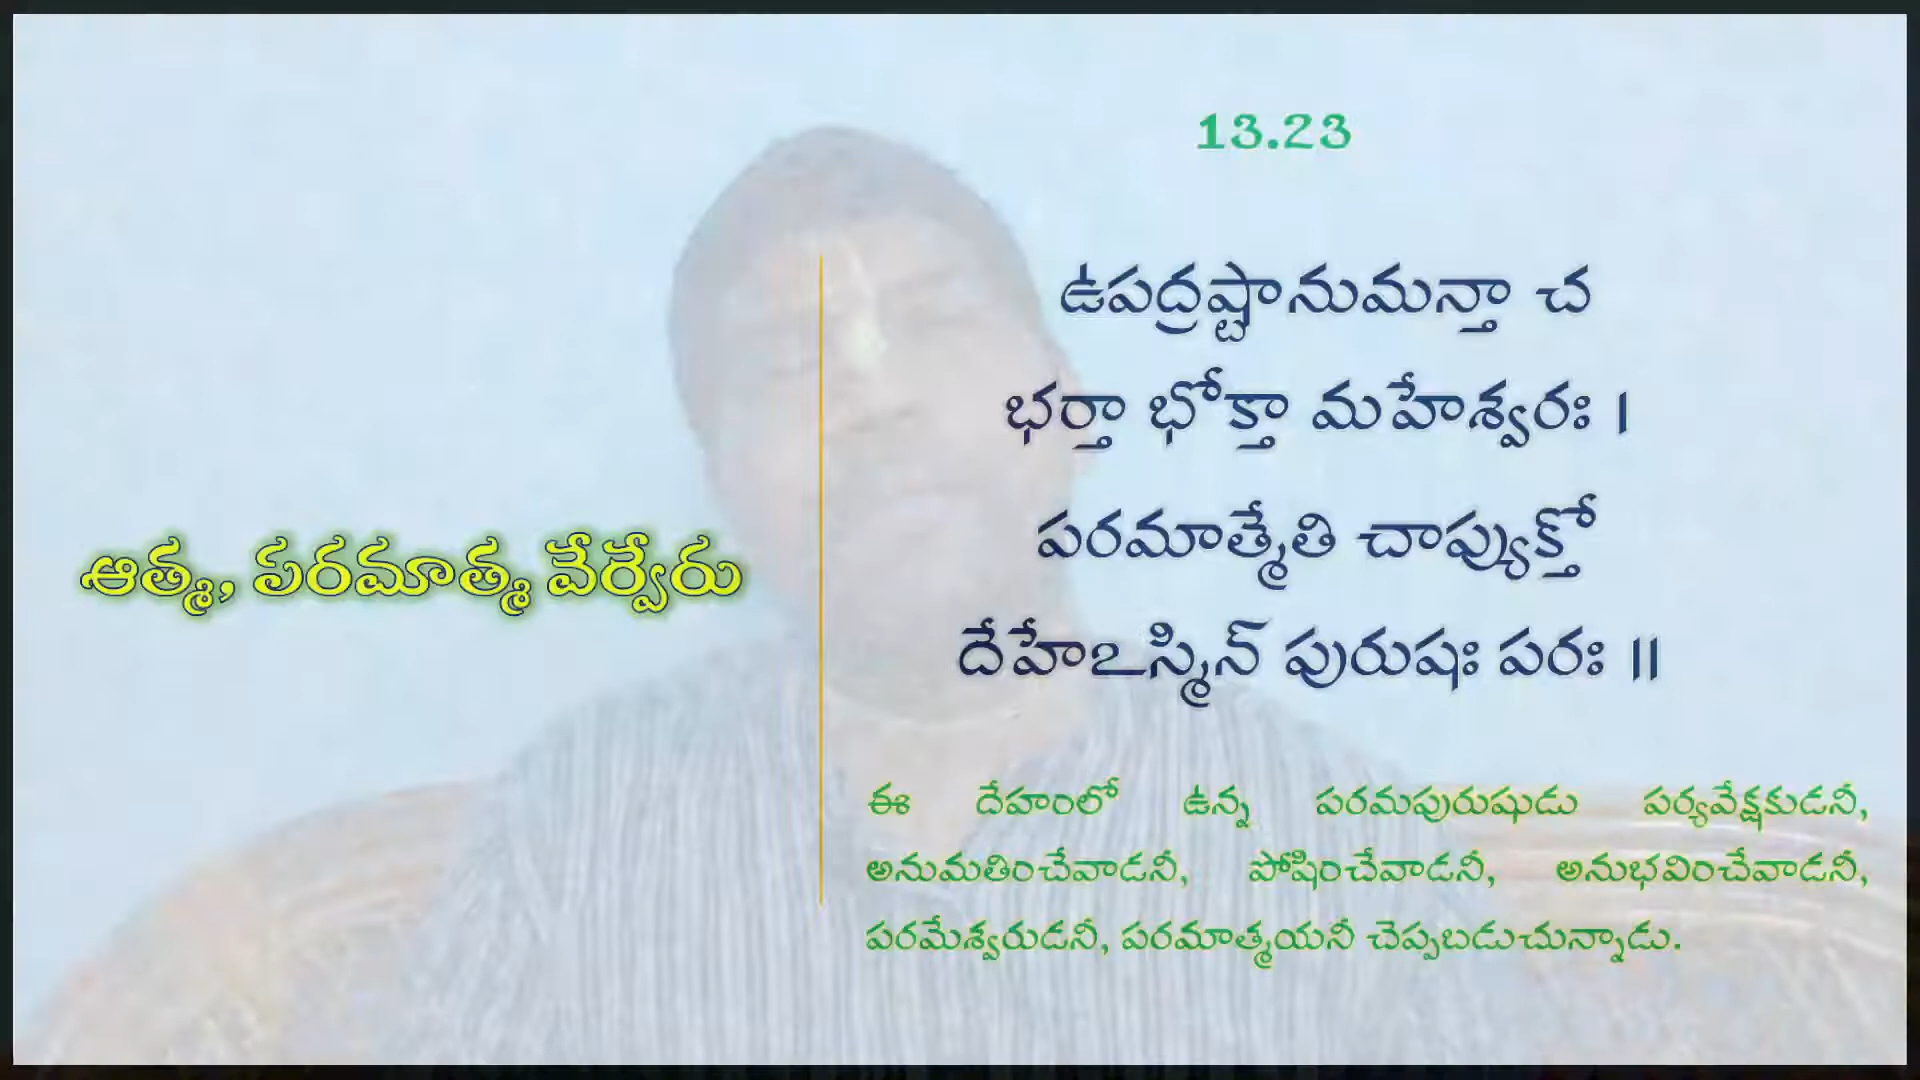 13.23
ఉపద్రష్టానుమన్తా చ
భర్తా భోక్తా మహేశ్వరః ।
పరమాత్మేతి చాప్యుక్తో
దేహేఽస్మిన్ పురుషః పరః ॥
ఆత్మ, పరమాత్మ వేర్వేరు
ఈ దేహంలో ఉన్న పరమపురుషుడు పర్యవేక్షకుడనీ,
అనుమతించేవాడనీ, పోషించేవాడనీ, అనుభవించేవాడనీ,
పరమేశ్వరుడనీ, పరమాత్మయనీ చెప్పబడుచున్నాడు.